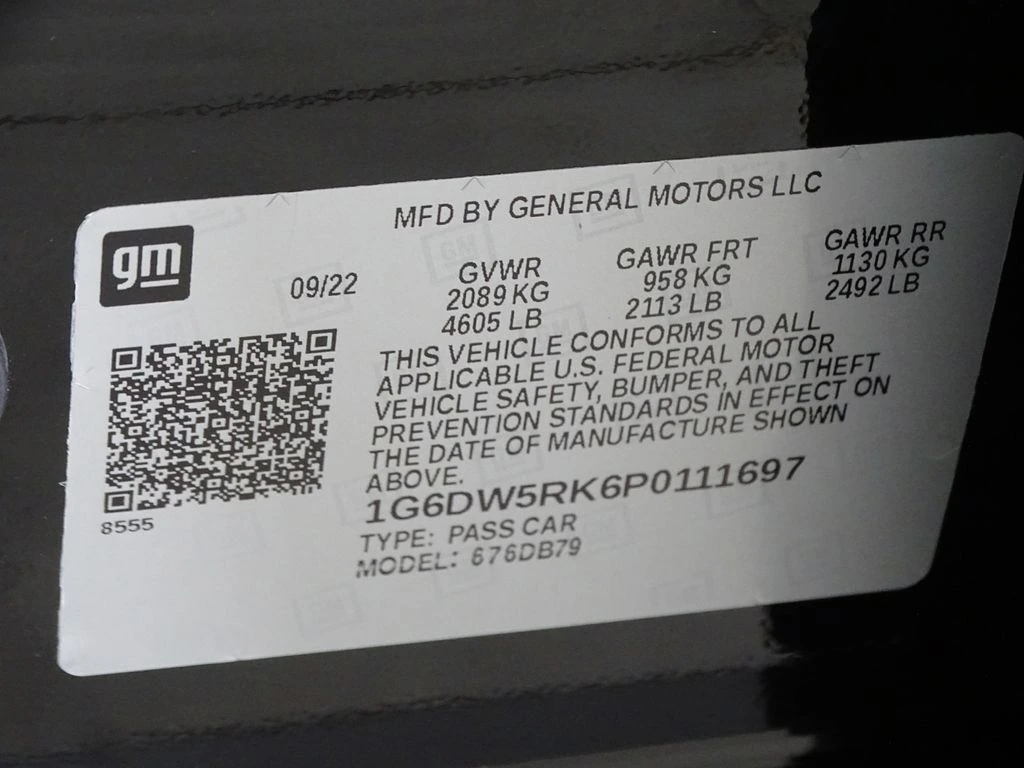 MFD BY GENERAL MOTORS LLC
gm
09/22
GVWR
2089 KG
4605 LB
GAWR FRT
958 KG
2113 LB
GAWR RR
1130 KG
2492 LB
THIS VEHICLE CONFORMS TO ALL
APPLICABLE U.S. FEDERAL MOTOR
VEHICLE SAFETY, BUMPER, AND THEFT
PREVENTION STANDARDS IN EFFECT ON
THE DATE OF MANUFACTURE SHOWN
ABOVE.
1G6DW5RK6P0111697
TYPE: PASS CAR
MODEL: 676DB79
8555